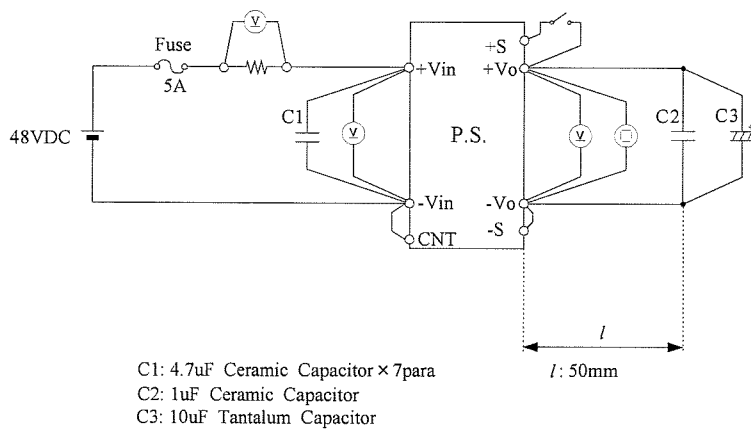 V
Fuse
5A
48VDC
C1
V
+Vin
-Vin
CNT
P.S.
+S
+Vo
-Vo
-S
V
C2
C3
l
l: 50mm
C1: 4.7uF Ceramic Capacitor × 7para
C2: 1uF Ceramic Capacitor
C3: 10uF Tantalum Capacitor